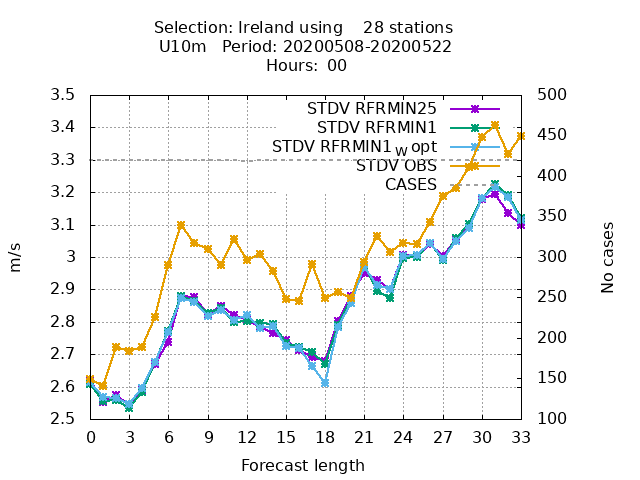 Selection: Ireland using 28 stations
U10m Period: 20200508-20200522
Hours: 00
STDV RFRMIN25
STDV RFRMIN1
STDV RFRMIN1w opt
STDV OBS
CASES
m/s
3.5
3.4
3.3
3.2
3.1
3
2.9
2.8
2.7
2.6
2.5
500
450
400
350
300
250
200
150
100
No cases
0 3 6 9 12 15 18 21 24 27 30 33
Forecast length